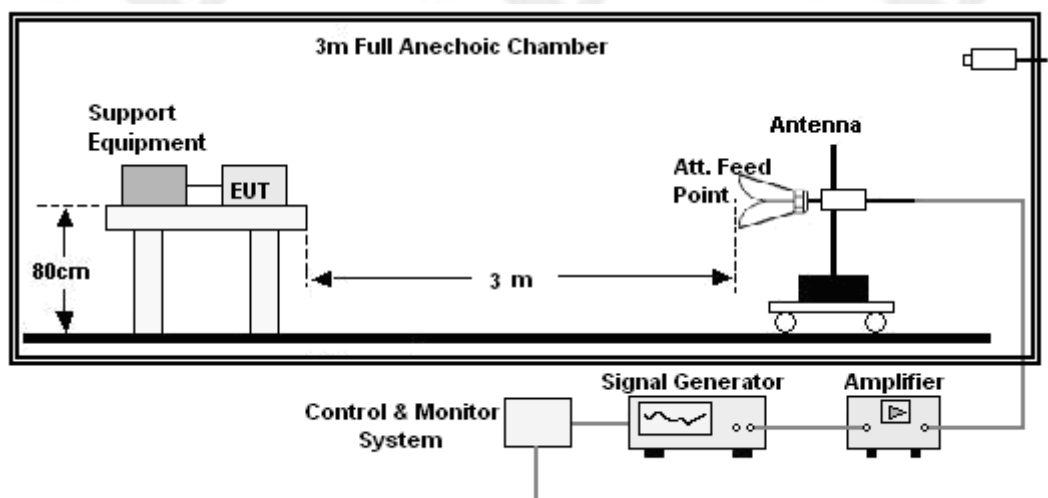 3m Full Anechoic Chamber
Support
Equipment
Antenna
Att. Feed
Point
EUT
80cm
3 m
Signal Generator
Amplifier
Control & Monitor
System